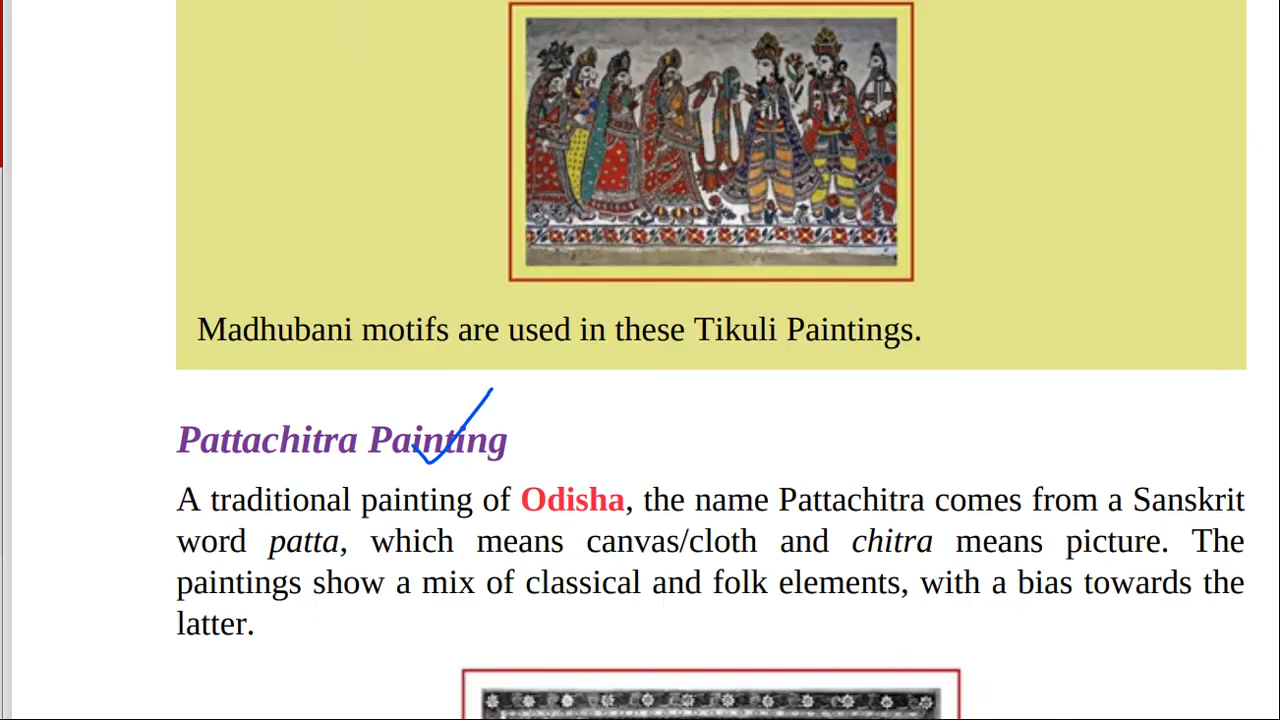 Madhubani motifs are used in these Tikuli Paintings.
Pattachitra Painting
A traditional painting of Odisha, the name Pattachitra comes from a Sanskrit
word patta, which means canvas/cloth and chitra means picture. The
paintings show a mix of classical and folk elements, with a bias towards the
latter.